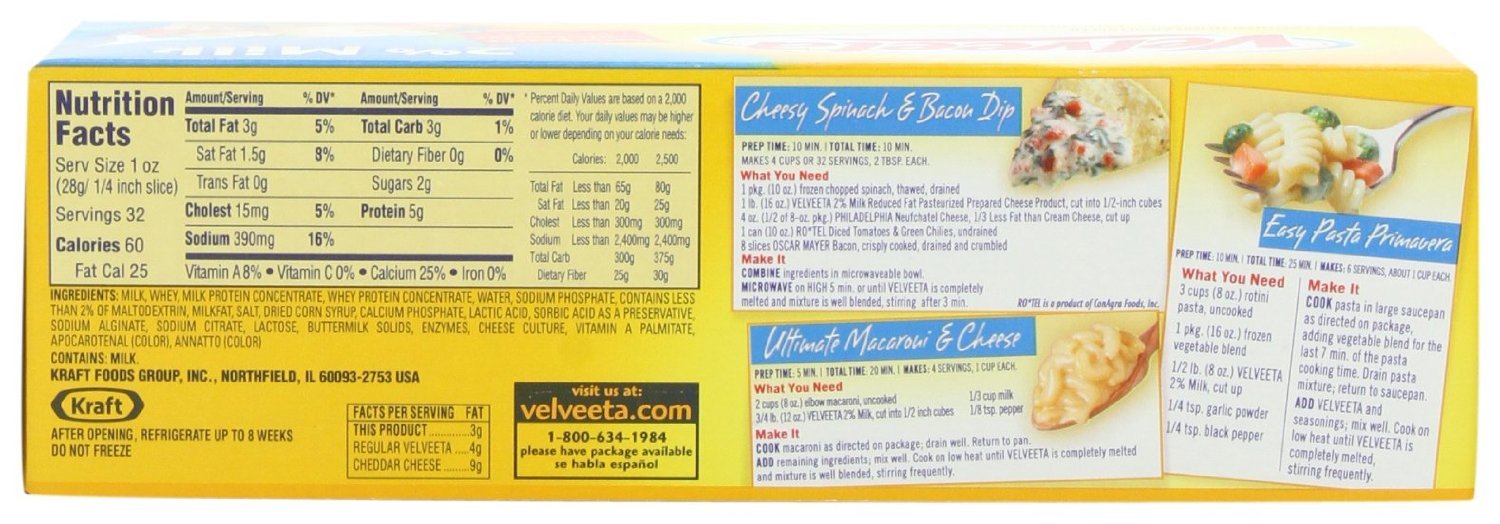 Velveeta
2% Milk
Nutrition
Facts
Serv Size 1 oz
(28g/ 1/4 inch slice)
Servings 32
Calories 60
Fat Cal 25
Amount/Serving % DV* Amount/Serving % DV*
Total Fat 3g 5% Total Carb 3g 1%
Sat Fat 1.5g 8% Dietary Fiber 0g 0%
Trans Fat 0g Sugars 2g
Cholest 15mg 5% Protein 5g
Sodium 390mg 16%
Vitamin A 8% • Vitamin C 0% • Calcium 25% • Iron 0%
* Percent Daily Values are based on a 2,000
calorie diet. Your daily values may be higher
or lower depending on your calorie needs:
Calories: 2,000 2,500
Total Fat Less than 65g 80g
Sat Fat Less than 20g 25g
Cholest Less than 300mg 300mg
Sodium Less than 2,400mg 2,400mg
Total Carb 300g 375g
Dietary Fiber 25g 30g
INGREDIENTS: MILK, WHEY, MILK PROTEIN CONCENTRATE, WHEY PROTEIN CONCENTRATE, WATER, SODIUM PHOSPHATE, CONTAINS LESS
THAN 2% OF MALTODEXTRIN, MILKFAT, SALT, DRIED CORN SYRUP, CALCIUM PHOSPHATE, LACTIC ACID, SORBIC ACID AS A PRESERVATIVE,
SODIUM ALGINATE, SODIUM CITRATE, LACTOSE, BUTTERMILK SOLIDS, ENZYMES, CHEESE CULTURE, VITAMIN A PALMITATE,
APOCAROTENAL (COLOR), ANNATTO (COLOR)
CONTAINS: MILK.
KRAFT FOODS GROUP, INC., NORTHFIELD, IL 60093-2753 USA
Kraft
AFTER OPENING, REFRIGERATE UP TO 8 WEEKS
DO NOT FREEZE
FACTS PER SERVING FAT
THIS PRODUCT............3g
REGULAR VELVEETA .....4g
CHEDDAR CHEESE........9g
visit us at:
velveeta.com
1-800-634-1984
please have package available
se habla español
Cheesy Spinach & Bacon Dip
PREP TIME: 10 MIN. | TOTAL TIME: 10 MIN.
MAKES 4 CUPS OR 32 SERVINGS, 2 TBSP. EACH.
What You Need
1 pkg. (10 oz.) frozen chopped spinach, thawed, drained
1 lb. (16 oz.) VELVEETA 2% Milk Reduced Fat Pasteurized Prepared Cheese Product, cut into 1/2-inch cubes
4 oz. (1/2 of 8-oz. pkg.) PHILADELPHIA Neufchatel Cheese, 1/3 Less Fat than Cream Cheese, cut up
1 can (10 oz.) RO*TEL Diced Tomatoes & Green Chilies, undrained
8 slices OSCAR MAYER Bacon, crisply cooked, drained and crumbled
Make It
COMBINE ingredients in microwaveable bowl.
MICROWAVE on HIGH 5 min. or until VELVEETA is completely
melted and mixture is well blended, stirring after 3 min.
RO*TEL is a product of ConAgra Foods, Inc.
Ultimate Macaroni & Cheese
PREP TIME: 5 MIN. | TOTAL TIME: 20 MIN. | MAKES: 4 SERVINGS, 1 CUP EACH.
What You Need
2 cups (8 oz.) elbow macaroni, uncooked 1/3 cup milk
3/4 lb. (12 oz.) VELVEETA 2% Milk, cut into 1/2 inch cubes 1/8 tsp. pepper
Make It
COOK macaroni as directed on package; drain well. Return to pan.
ADD remaining ingredients; mix well. Cook on low heat until VELVEETA is completely melted
and mixture is well blended, stirring frequently.
Easy Pasta Primavera
PREP TIME: 10 MIN. | TOTAL TIME: 25 MIN. | MAKES: 6 SERVINGS, ABOUT 1 CUP EACH.
What You Need
3 cups (8 oz.) rotini
pasta, uncooked
1 pkg. (16 oz.) frozen
vegetable blend
1/2 lb. (8 oz.) VELVEETA
2% Milk, cut up
1/4 tsp. garlic powder
1/4 tsp. black pepper
Make It
COOK pasta in large saucepan
as directed on package,
adding vegetable blend for the
last 7 min. of the pasta
cooking time. Drain pasta
mixture; return to saucepan.
ADD VELVEETA and
seasonings; mix well. Cook on
low heat until VELVEETA is
completely melted,
stirring frequently.